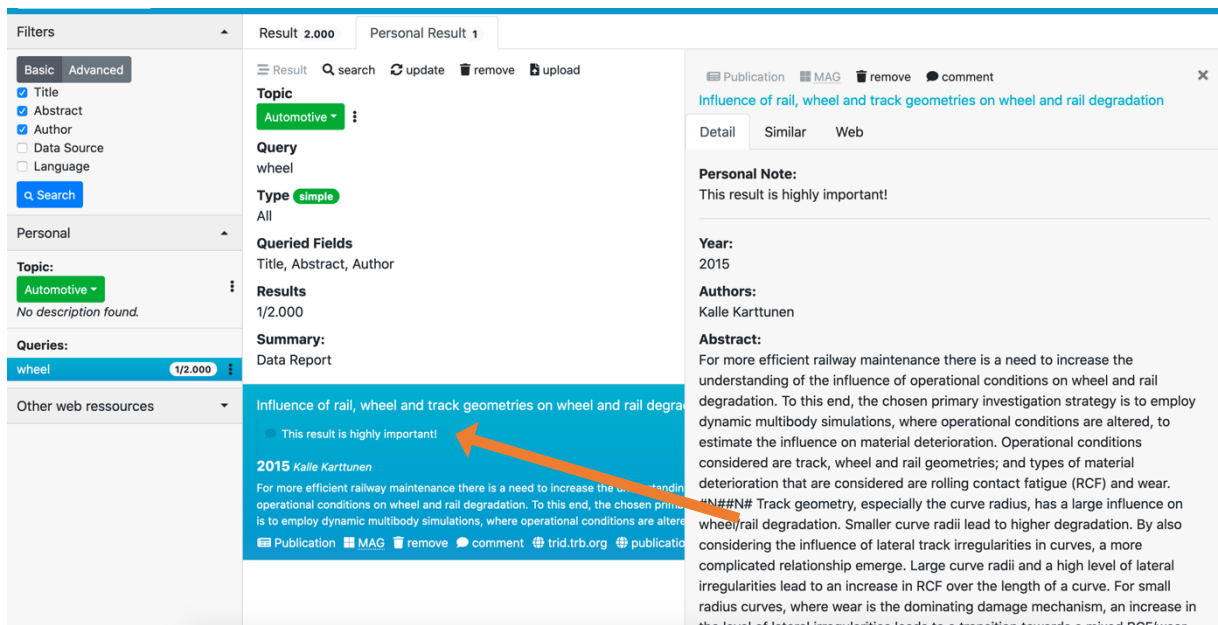 Filters
Basic Advanced
Title
Abstract
Author
Data Source
Language
Search
Personal
Topic:
Automotive
No description found.
Queries:
wheel 1/2.000
Other web ressources
Result 2.000 Personal Result 1
Result search update remove upload
Topic
Automotive
Query
wheel
Type simple
All
Queried Fields
Title, Abstract, Author
Results
1/2.000
Summary:
Data Report
Influence of rail, wheel and track geometries on wheel and rail degra
This result is highly important!
2015 Kalle Karttunen
For more efficient railway maintenance there is a need to increase the understandin
operational conditions on wheel and rail degradation. To this end, the chosen prim
is to employ dynamic multibody simulations, where operational conditions are altere
Publication MAG remove comment trid.trb.org publicatio
Publication MAG remove comment
Influence of rail, wheel and track geometries on wheel and rail degradation
Detail Similar Web
Personal Note:
This result is highly important!
Year:
2015
Authors:
Kalle Karttunen
Abstract:
For more efficient railway maintenance there is a need to increase the
understanding of the influence of operational conditions on wheel and rail
degradation. To this end, the chosen primary investigation strategy is to employ
dynamic multibody simulations, where operational conditions are altered, to
estimate the influence on material deterioration. Operational conditions
considered are track, wheel and rail geometries; and types of material
deterioration that are considered are rolling contact fatigue (RCF) and wear.
#N##N# Track geometry, especially the curve radius, has a large influence on
wheel/rail degradation. Smaller curve radii lead to higher degradation. By also
considering the influence of lateral track irregularities in curves, a more
complicated relationship emerge. Large curve radii and a high level of lateral
irregularities lead to an increase in RCF over the length of a curve. For small
radius curves, where wear is the dominating damage mechanism, an increase in
the level of lateral irregularities leads to a transition towards a mixed RCF/wear